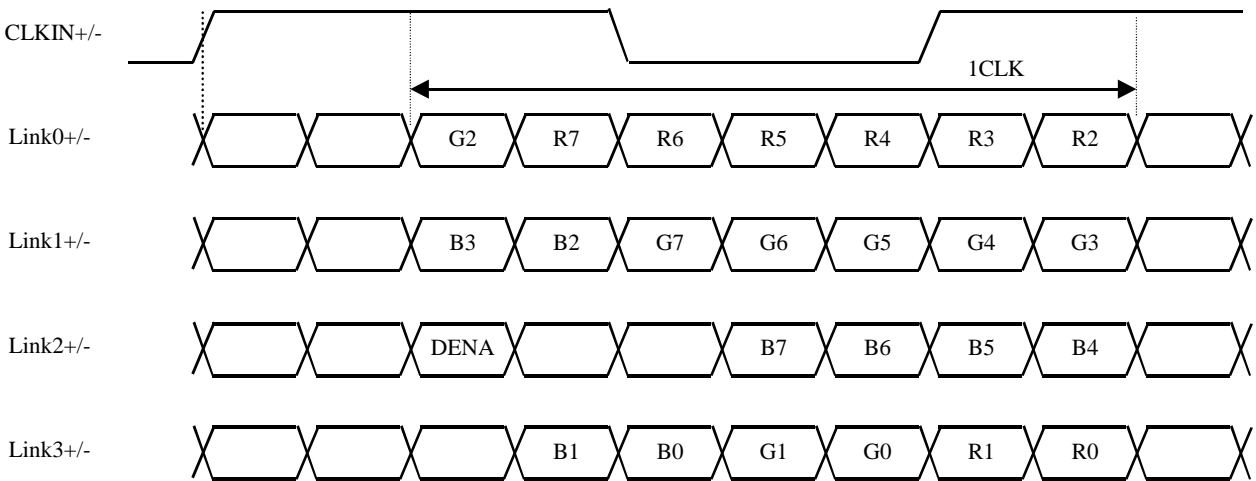 CLKIN+/-
1CLK
Link0+/- G2 R7 R6 R5 R4 R3 R2
Link1+/- B3 B2 G7 G6 G5 G4 G3
Link2+/- DENA B7 B6 B5 B4
Link3+/- B1 B0 G1 G0 R1 R0